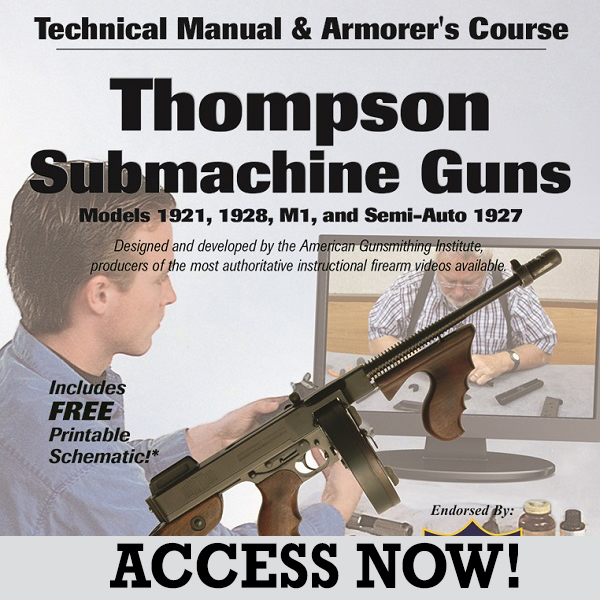 Technical Manual & Armorer's Course
Thompson
Submachine Guns
Models 1921, 1928, M1, and Semi-Auto 1927
Designed and developed by the American Gunsmithing Institute,
producers of the most authoritative instructional firearm videos available.
Includes
FREE
Printable
Schematic!*
Endorsed By:
ACCESS NOW!